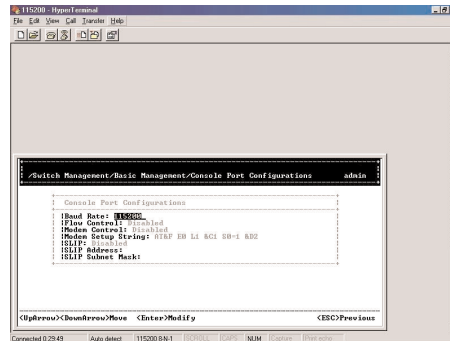 115200 - HyperTerminal
File Edit View Call Transfer Help
/Switch Management/Basic Management/Console Port Configurations admin
Console Port Configurations
Baud Rate: 115200
Flow Control: Disabled
Modem Control: Disabled
Modem Setup String: AT&F E0 L1 &C1 S0=1 &D2
SLIP: Disabled
SLIP Address:
SLIP Subnet Mask:
<UpArrow><DownArrow>Move <Enter>Modify <ESC>Previous
Connected 0:29:49 Auto detect 115200 8-N-1 SCROLL CAPS NUM Capture Print echo